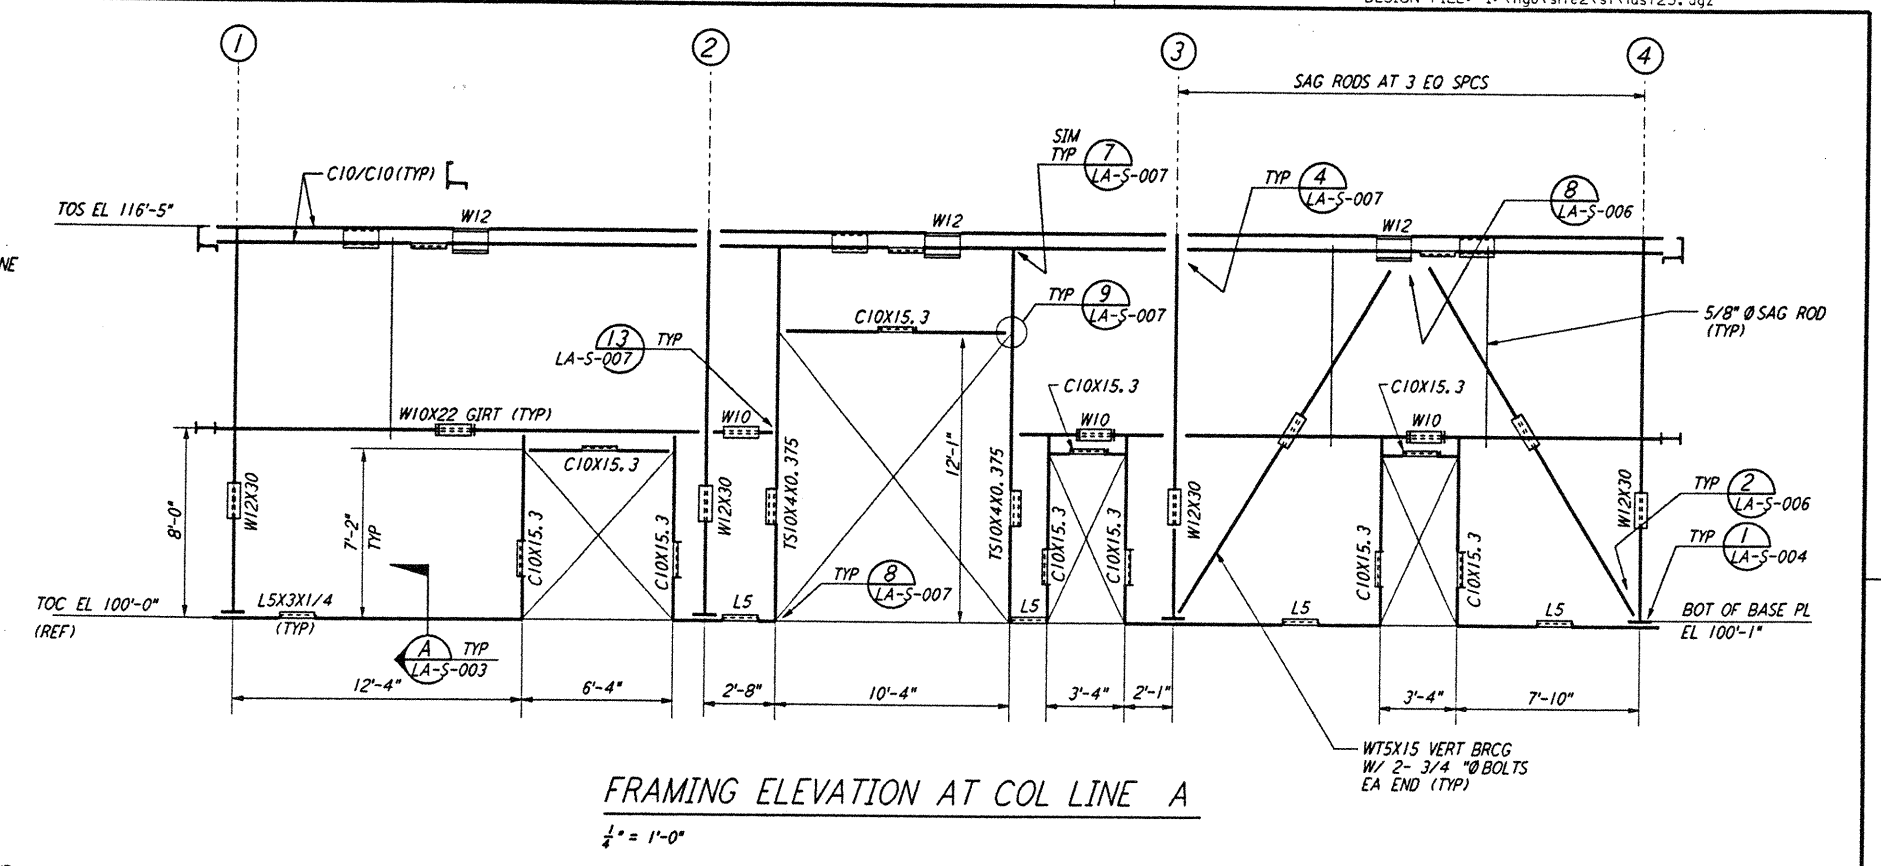 1
2
3
4
SAG RODS AT 3 EQ SPCS
SIM
TYP
7
LA-S-007
C10/C10(TYP)
TYP
4
LA-S-007
8
LA-S-006
TOS EL 116'-5"
W12
W12
W12
NE
TYP
9
LA-S-007
C10X15.3
5/8" Ø SAG ROD
(TYP)
13
LA-S-007
TYP
C10X15.3
C10X15.3
W10X22 GIRT (TYP)
W10
W10
W10
C10X15.3
12'-1"
8'-0"
W12X30
7'-2"
TYP
C10X15.3
C10X15.3
W12X30
TS10X4X0.375
TS10X4X0.375
C10X15.3
C10X15.3
W12X30
C10X15.3
C10X15.3
W12X30
TYP
2
LA-S-006
TYP
1
LA-S-004
TYP
8
LA-S-007
TOC EL 100'-0"
(REF)
L5X3X1/4
(TYP)
L5
L5
L5
L5
BOT OF BASE PL
EL 100'-1"
A
LA-S-003
TYP
12'-4"
6'-4"
2'-8"
10'-4"
3'-4"
2'-1"
3'-4"
7'-10"
WT5X15 VERT BRCG
W/ 2- 3/4 "Ø BOLTS
EA END (TYP)
FRAMING ELEVATION AT COL LINE A
1/4" = 1'-0"